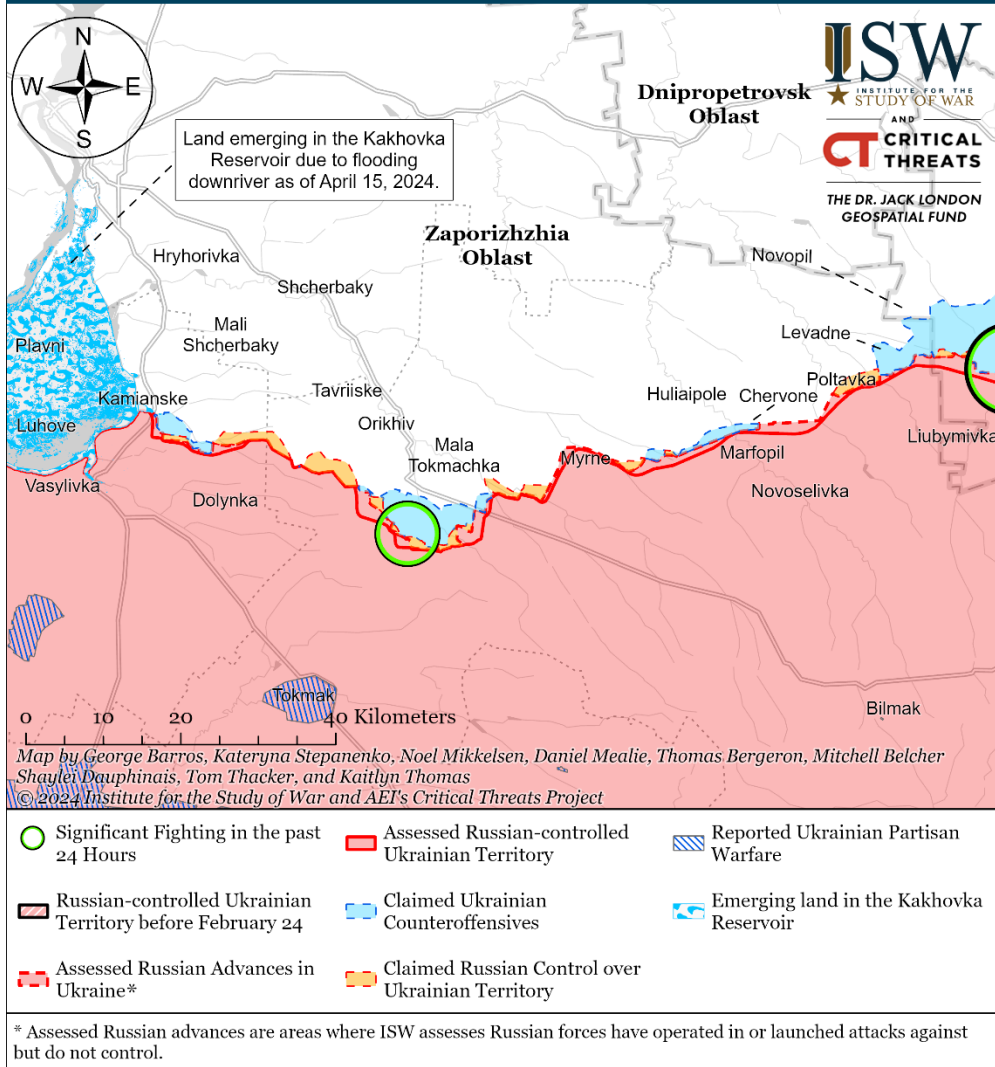 N
W E
S
ISW
INSTITUTE FOR THE
STUDY OF WAR
AND
CT CRITICAL
THREATS
THE DR. JACK LONDON
GEOSPATIAL FUND
Dnipropetrovsk
Oblast
Land emerging in the Kakhovka
Reservoir due to flooding
downriver as of April 15, 2024.
Zaporizhzhia
Oblast
Hryhorivka
Novopil
Shcherbaky
Mali
Shcherbaky
Plavni
Levadne
Tavriiske
Poltavka
Kamianske
Huliaipole
Chervone
Orikhiv
Luhove
Mala
Tokmachka
Liubymivka
Myrne
Marfopil
Vasylivka
Dolynka
Novoselivka
Tokmak
Bilmak
0 10 20 40 Kilometers
Map by George Barros, Kateryna Stepanenko, Noel Mikkelsen, Daniel Mealie, Thomas Bergeron, Mitchell Belcher
Shaylei Dauphinais, Tom Thacker, and Kaitlyn Thomas
© 2024 Institute for the Study of War and AEI's Critical Threats Project
Significant Fighting in the past
24 Hours
Assessed Russian-controlled
Ukrainian Territory
Reported Ukrainian Partisan
Warfare
Russian-controlled Ukrainian
Territory before February 24
Claimed Ukrainian
Counteroffensives
Emerging land in the Kakhovka
Reservoir
Assessed Russian Advances in
Ukraine*
Claimed Russian Control over
Ukrainian Territory
* Assessed Russian advances are areas where ISW assesses Russian forces have operated in or launched attacks against
but do not control.